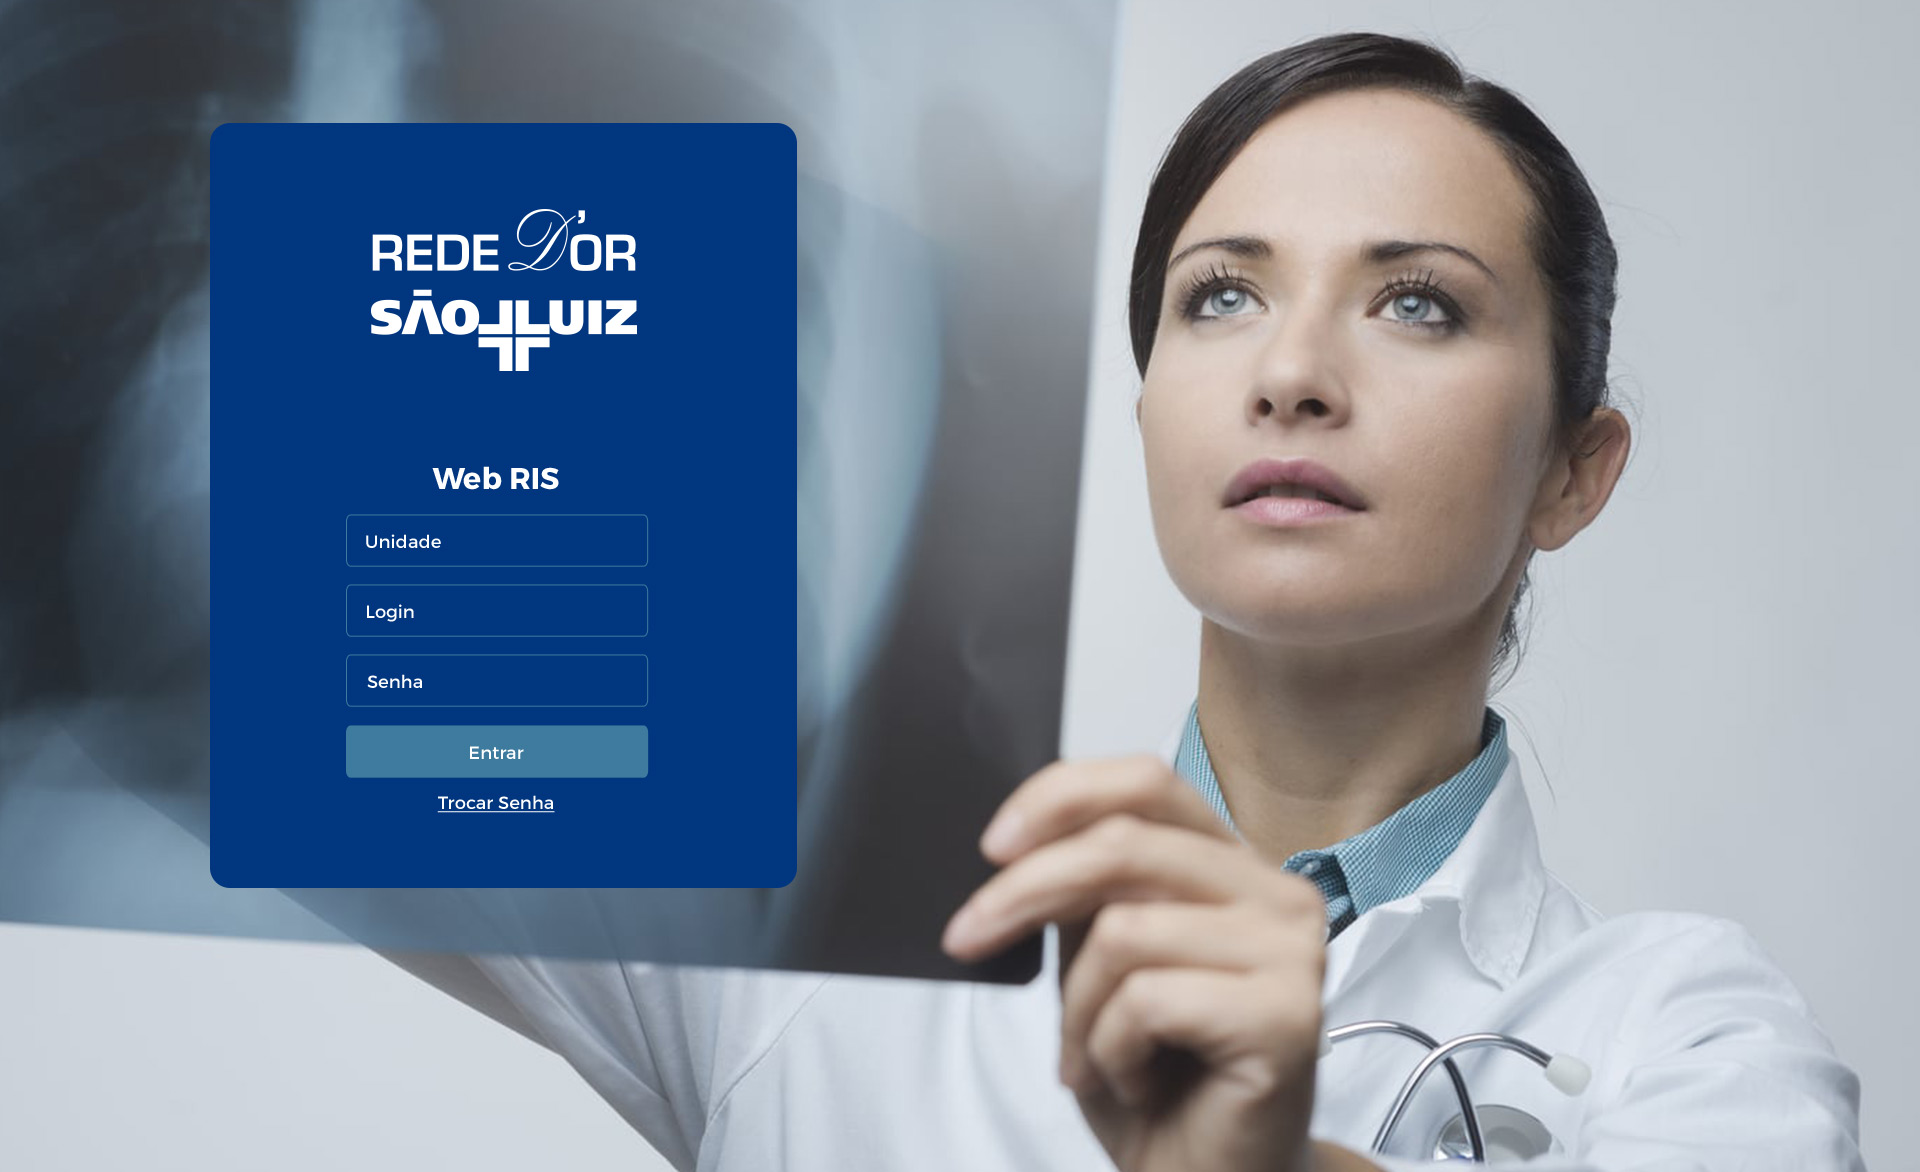 REDE D'OR
SÃO LUIZ
Web RIS
Unidade
Login
Senha
Entrar
Trocar Senha